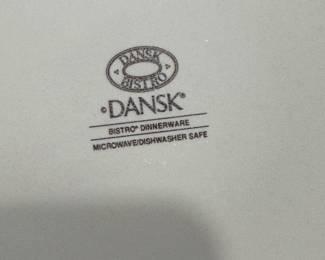 DANSK
BISTRO
©DANSK®
BISTRO® DINNERWARE
MICROWAVE/DISHWASHER SAFE